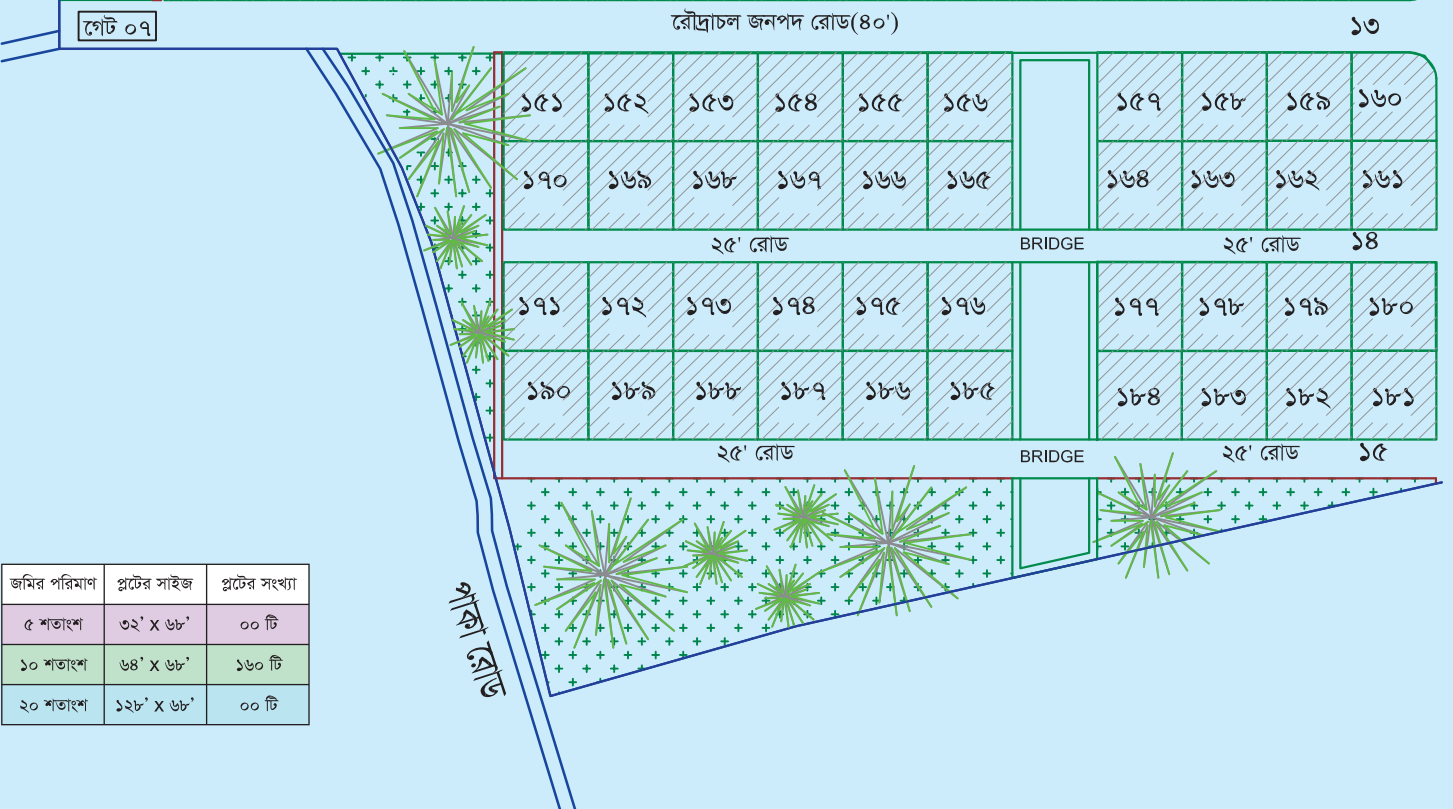 গেট ০৭
রৌদ্রাচল জনপদ রোড(৪০')
১৩
১৫১ ১৫২ ১৫৩ ১৫৪ ১৫৫ ১৫৬ ১৫৭ ১৫৮ ১৫৯ ১৬০
১৭০ ১৬৯ ১৬৮ ১৬৭ ১৬৬ ১৬৫ ১৬৪ ১৬৩ ১৬২ ১৬১
২৫' রোড BRIDGE ২৫' রোড ১৪
১৭১ ১৭২ ১৭৩ ১৭৪ ১৭৫ ১৭৬ ১৭৭ ১৭৮ ১৭৯ ১৮০
১৯০ ১৮৯ ১৮৮ ১৮৭ ১৮৬ ১৮৫ ১৮৪ ১৮৩ ১৮২ ১৮১
২৫' রোড BRIDGE ২৫' রোড ১৫
পাকা রোড
জমির পরিমাণ প্লটের সাইজ প্লটের সংখ্যা
৫ শতাংশ ৩২’ X ৬৮’ ০০ টি
১০ শতাংশ ৬৪’ X ৬৮’ ১৬০ টি
২০ শতাংশ ১২৮’ X ৬৮’ ০০ টি